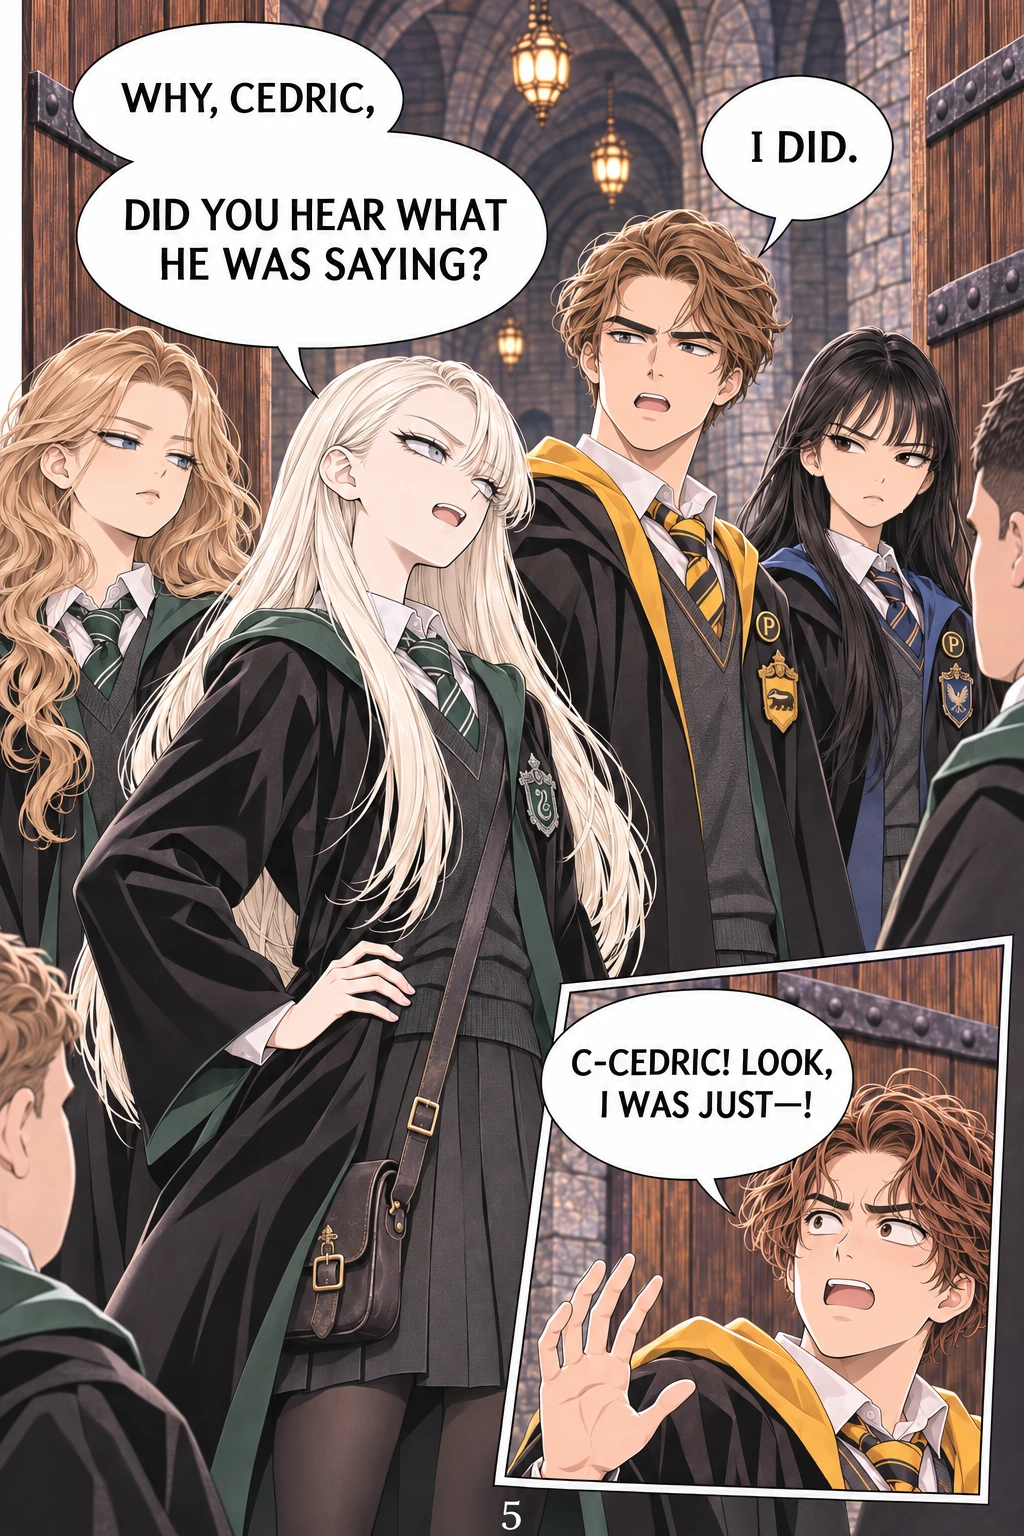 WHY, CEDRIC,
DID YOU HEAR WHAT
HE WAS SAYING?
I DID.
P
P
C-CEDRIC! LOOK,
I WAS JUST—!
5